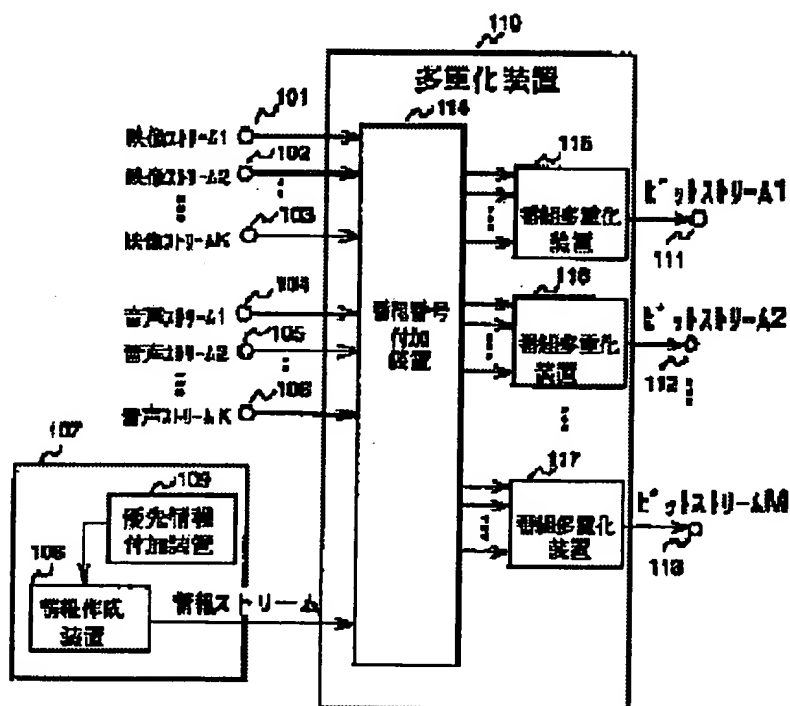 110
多重化装置
101
114
映像ストリーム1
102
映像ストリーム2
103
映像ストリームK
104
音声ストリーム1
105
音声ストリーム2
106
音声ストリームK
番組番号
付加
装置
115
番組多重化
装置
ビットストリーム1
111
116
番組多重化
装置
ビットストリーム2
112
117
番組多重化
装置
ビットストリームM
113
107
109
優先情報
付加装置
108
情報作成
装置
情報ストリーム